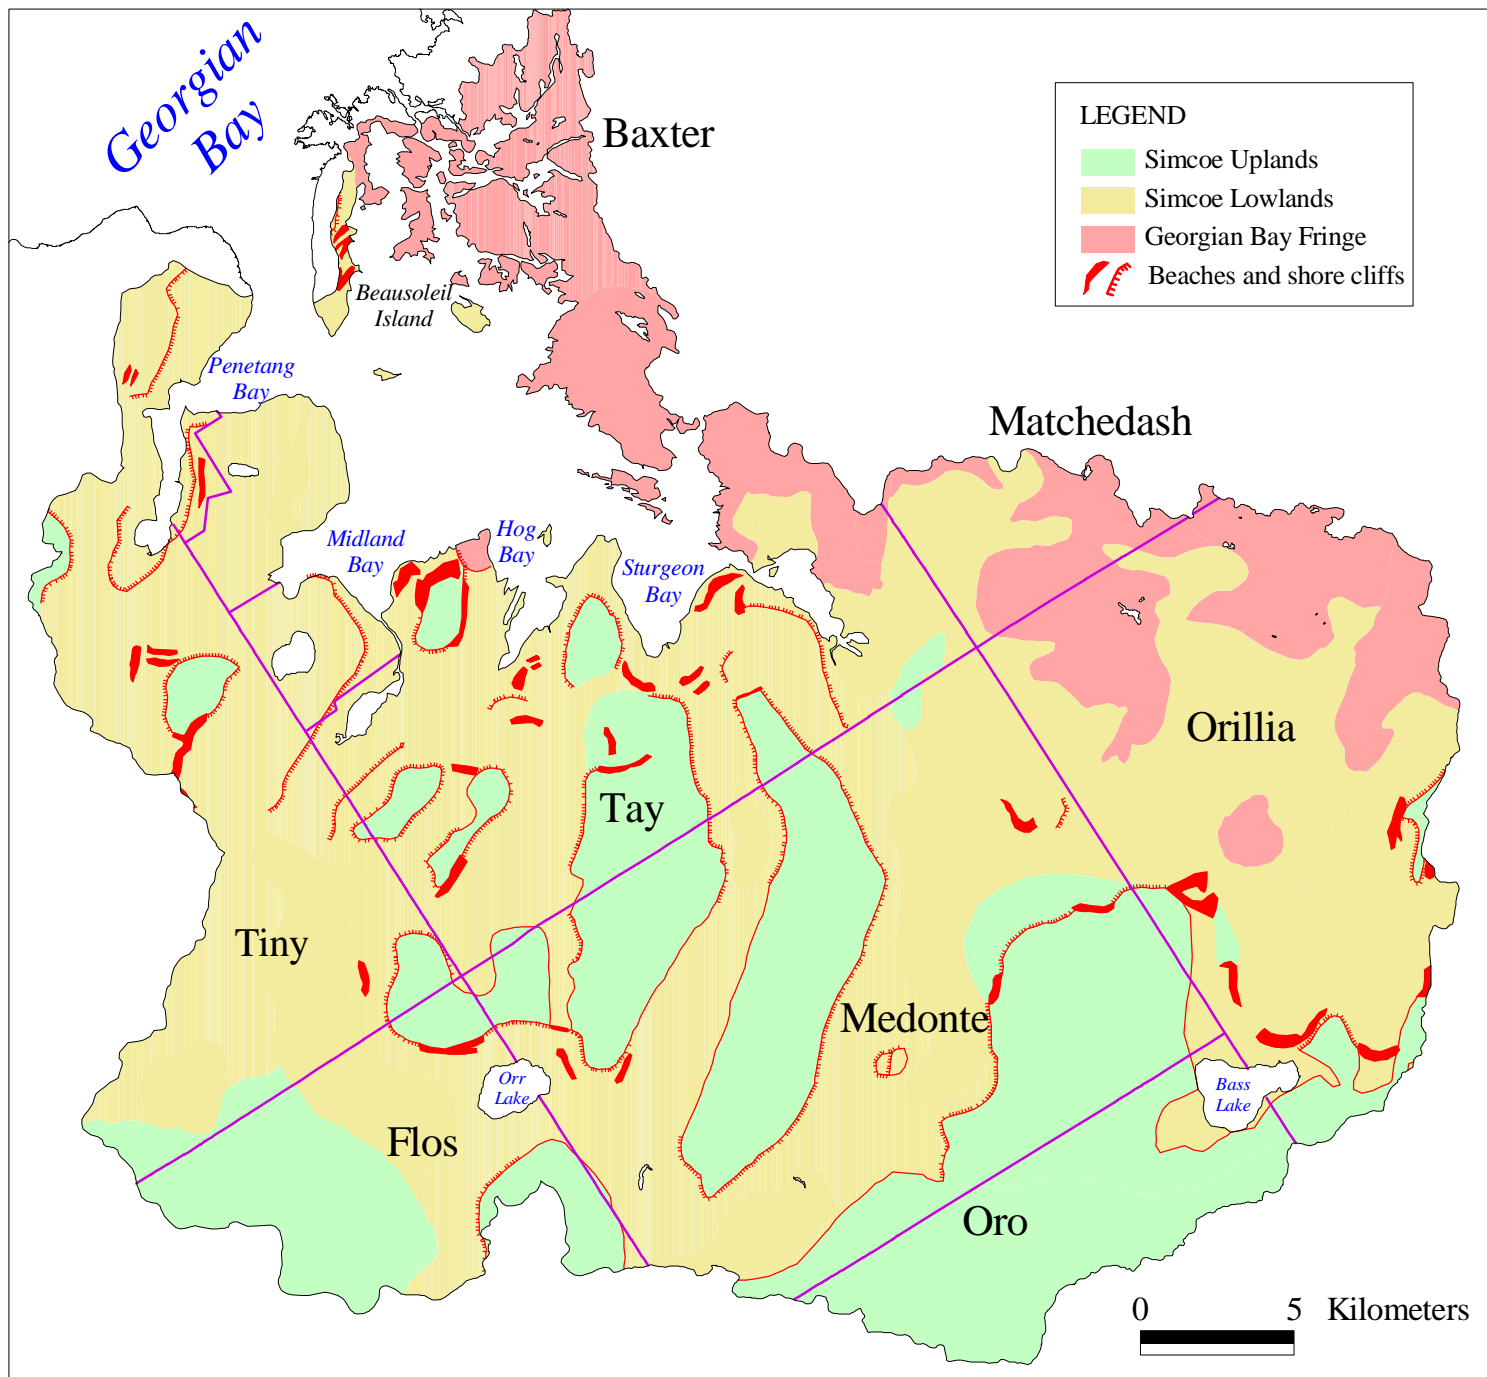 Georgian
Bay
Baxter
LEGEND
Simcoe Uplands
Simcoe Lowlands
Georgian Bay Fringe
Beaches and shore cliffs
Beausoleil
Island
Penetang
Bay
Matchedash
Midland
Bay
Hog
Bay
Sturgeon
Bay
Orillia
Tay
Tiny
Medonte
Orr
Lake
Bass
Lake
Flos
Oro
0 5 Kilometers